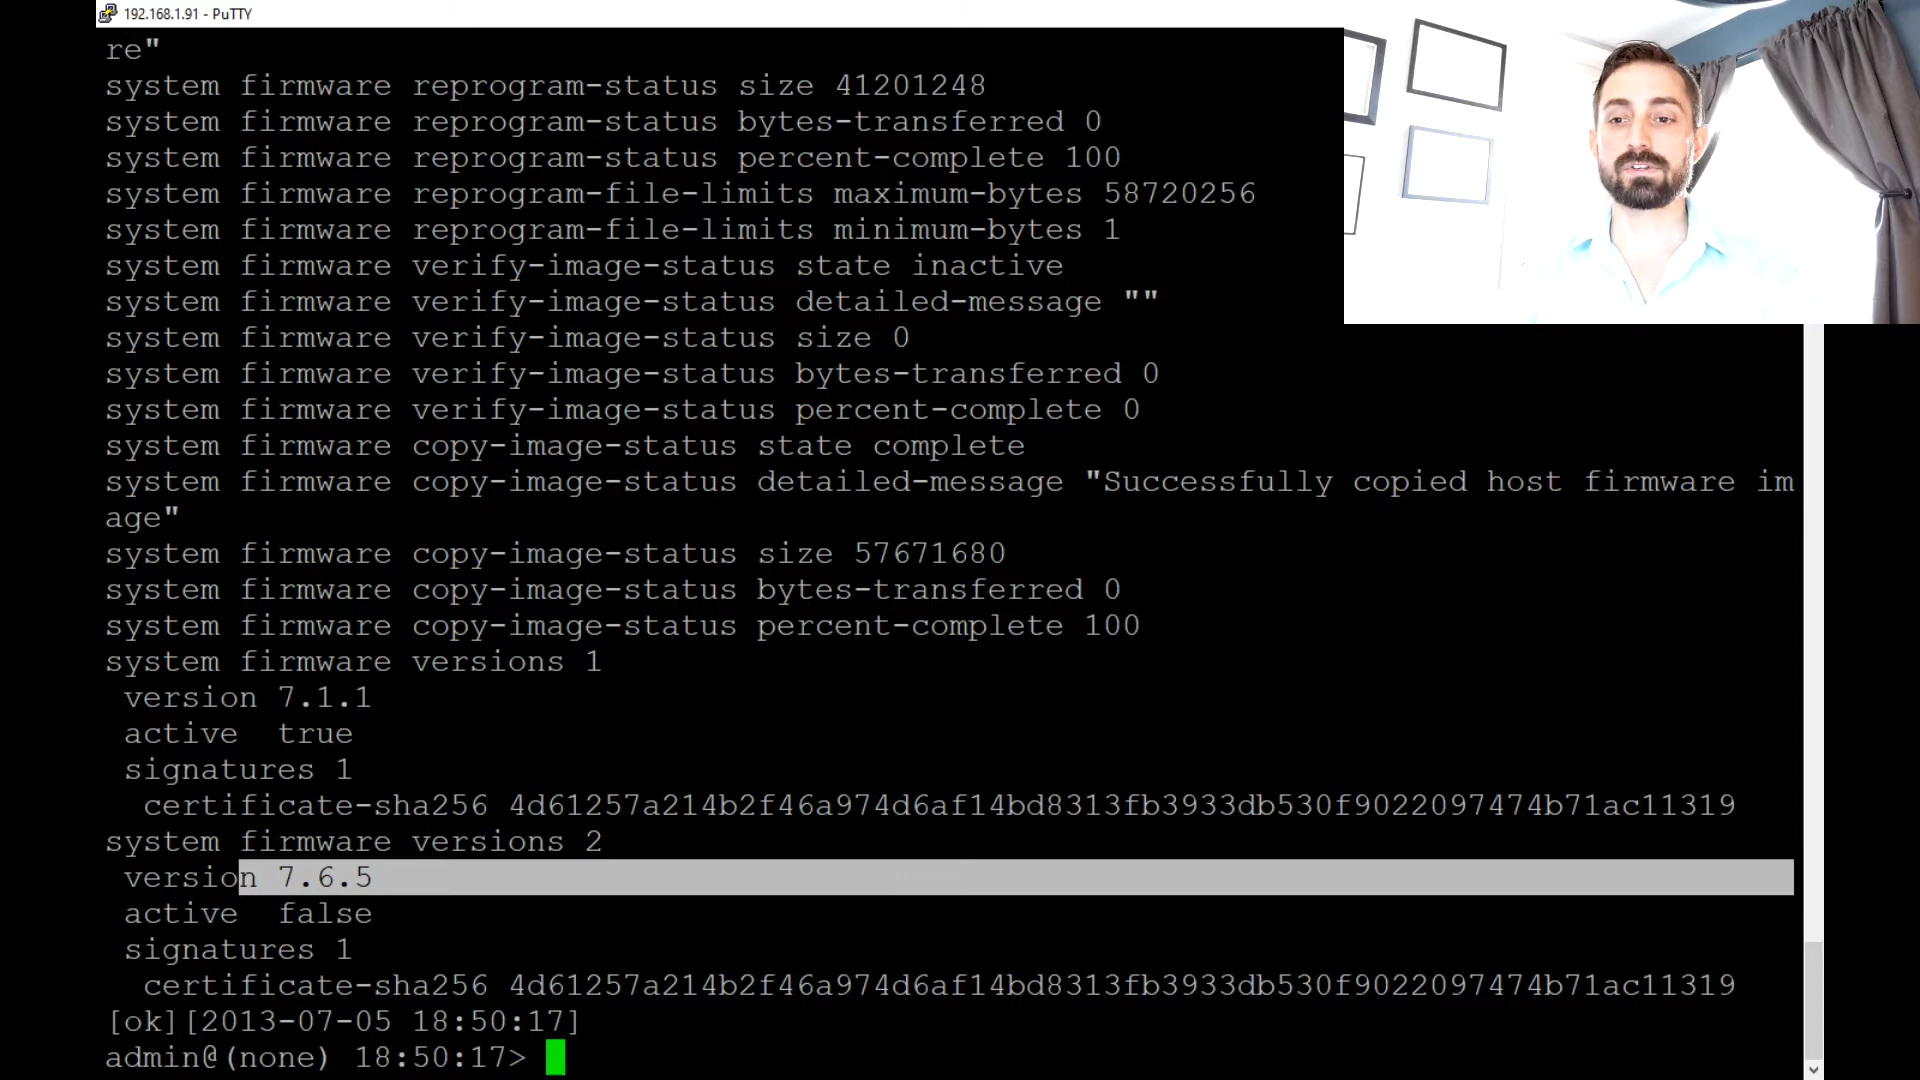 192.168.1.91 - PuTTY
re"
system firmware reprogram-status size 41201248
system firmware reprogram-status bytes-transferred 0
system firmware reprogram-status percent-complete 100
system firmware reprogram-file-limits maximum-bytes 58720256
system firmware reprogram-file-limits minimum-bytes 1
system firmware verify-image-status state inactive
system firmware verify-image-status detailed-message ""
system firmware verify-image-status size 0
system firmware verify-image-status bytes-transferred 0
system firmware verify-image-status percent-complete 0
system firmware copy-image-status state complete
system firmware copy-image-status detailed-message "Successfully copied host firmware im
age"
system firmware copy-image-status size 57671680
system firmware copy-image-status bytes-transferred 0
system firmware copy-image-status percent-complete 100
system firmware versions 1
version 7.1.1
active true
signatures 1
certificate-sha256 4d61257a214b2f46a974d6af14bd8313fb3933db530f9022097474b71ac11319
system firmware versions 2
version 7.6.5
active false
signatures 1
certificate-sha256 4d61257a214b2f46a974d6af14bd8313fb3933db530f9022097474b71ac11319
[ok][2013-07-05 18:50:17]
admin@(none) 18:50:17>